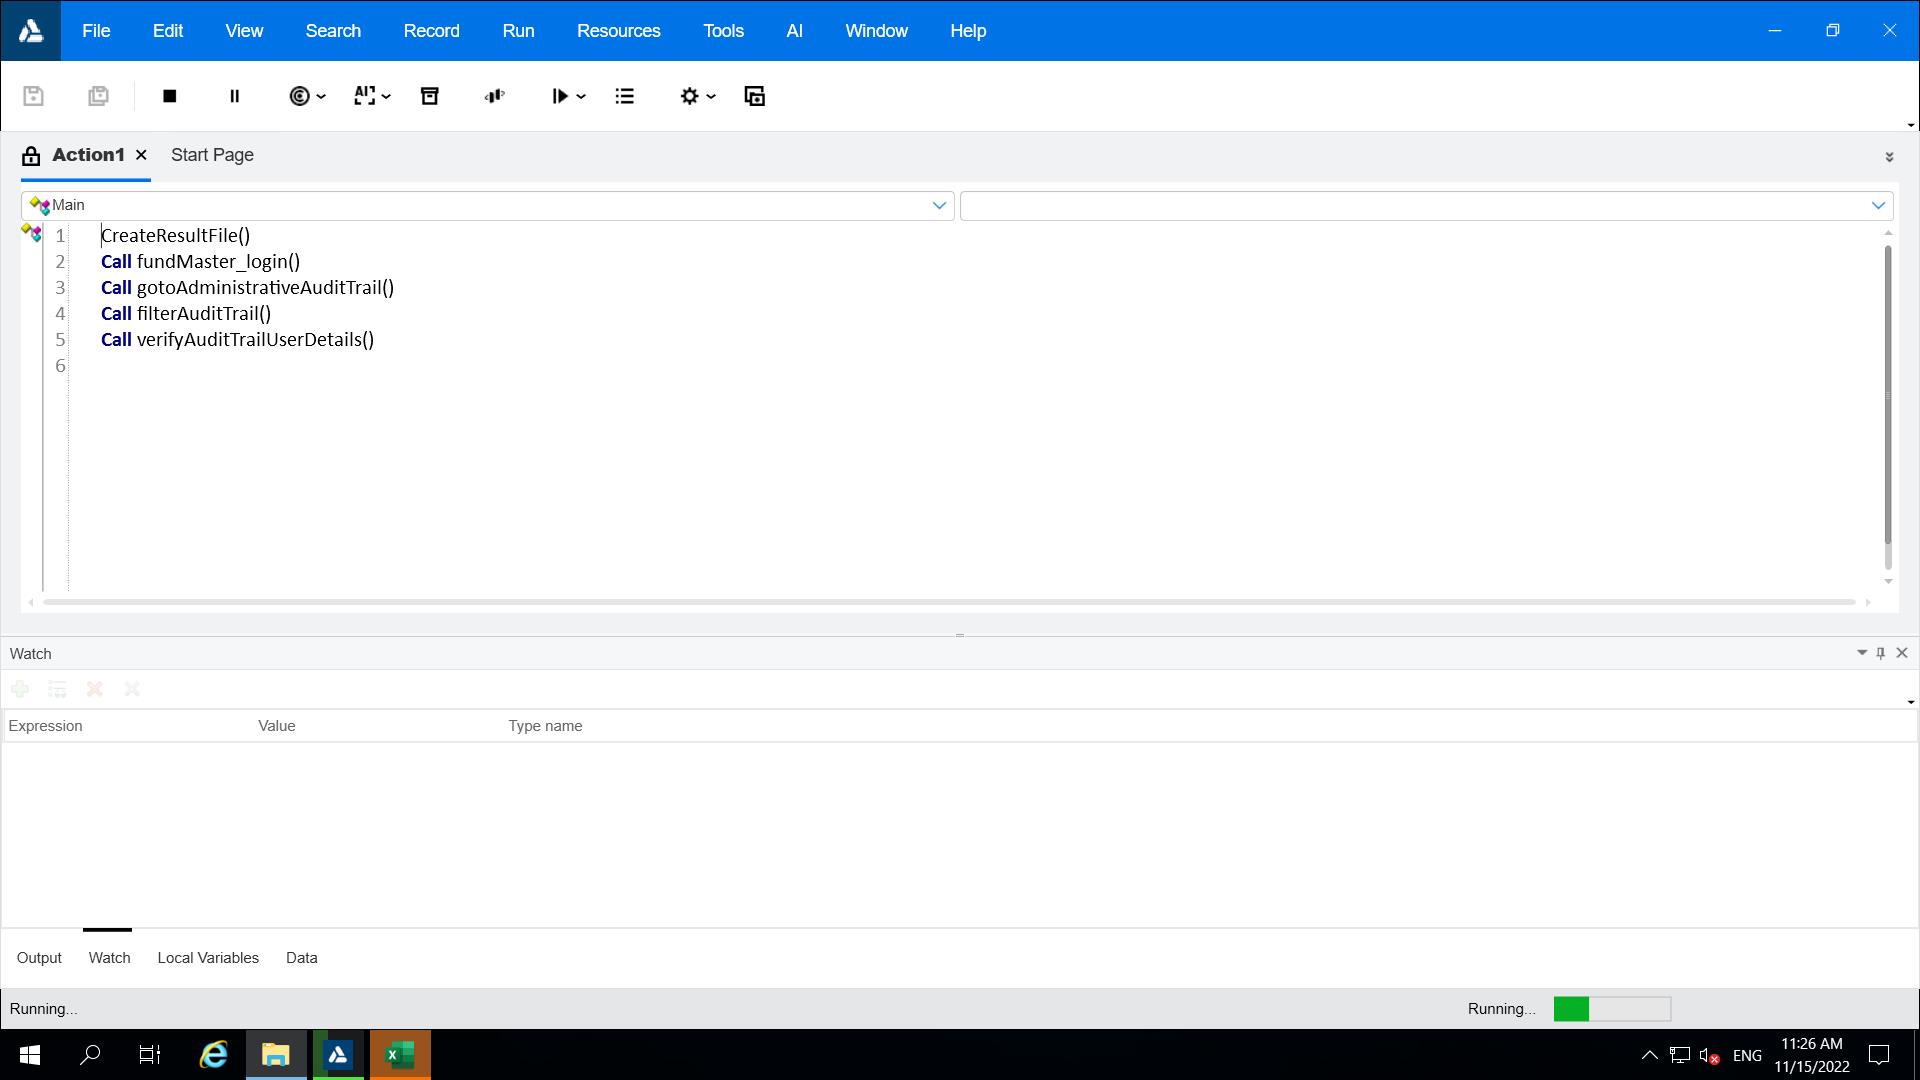 File Edit View Search Record Run Resources Tools AI Window Help
AI
Action1 Start Page
Main
1 CreateResultFile()
2 Call fundMaster_login()
3 Call gotoAdministrativeAuditTrail()
4 Call filterAuditTrail()
5 Call verifyAuditTrailUserDetails()
6
Watch
Expression Value Type name
Output Watch Local Variables Data
Running... Running...
ENG 11:26 AM
11/15/2022